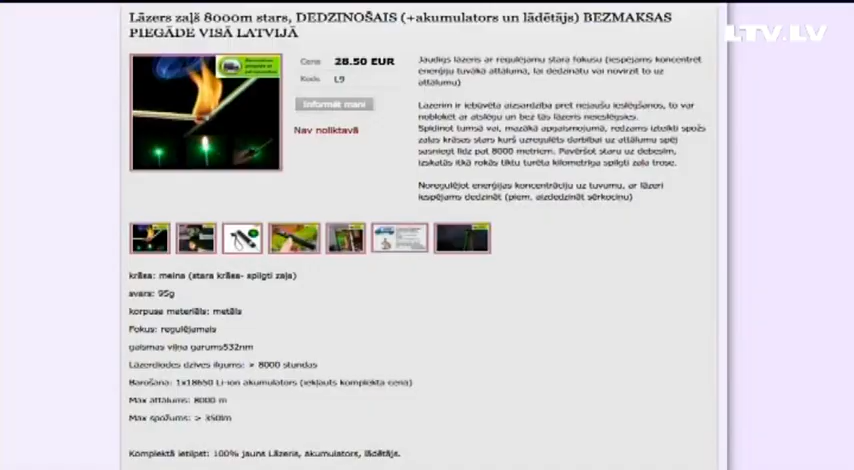 LTV.LV
Lāzers zaļš 8000m stars, DEDZINOŠAIS (+akumulators un lādētājs) BEZMAKSAS
PIEGĀDE VISĀ LATVIJĀ
Cena 28.50 EUR
Kods L9
Informēt mani
Nav noliktavā
Jaudīgs lāzeris ar regulējamu stara fokusu (iespējams koncentrēt
enerģiju tuvākā attālumā, lai dedzinātu vai novirzīt to uz
attālumu)
Lāzerim ir iebūvēta aizsardzība pret nejaušu ieslēgšanos, to var
nobloķēt ar atslēgu un bez tās lāzeris neieslēgsies.
Spīdinot tumsā vai, mazākā apgaismojumā, redzams izteikti spožs
zaļas krāsas stars kurš uzregulēts darbībai uz attālumu spēj
sasniegt līdz pat 8000 metriem. Pavēršot staru uz debesīm,
izskatās itkā rokās tiktu turēta kilometrīga spilgti zaļa trose.
Noregulējot enerģijas koncentrāciju uz tuvumu, ar lāzeri
iespējams dedzināt (piem. aizdedzināt sērkociņu)
krāsa: melna (stara krāsa- spilgti zaļa)
svars: 95g
korpusa materiāls: metāls
Fokus: regulējamais
gaismas viļņa garums532nm
Lāzerdiodes dzīves ilgums: > 8000 stundas
Barošana: 1x18650 Li-ion akumulators (iekļauts komplekta cenā)
Max attālums: 8000 m
Max spožums: > 350lm
Komplektā ietilpst: 100% jauns Lāzeris, akumulators, lādētājs.